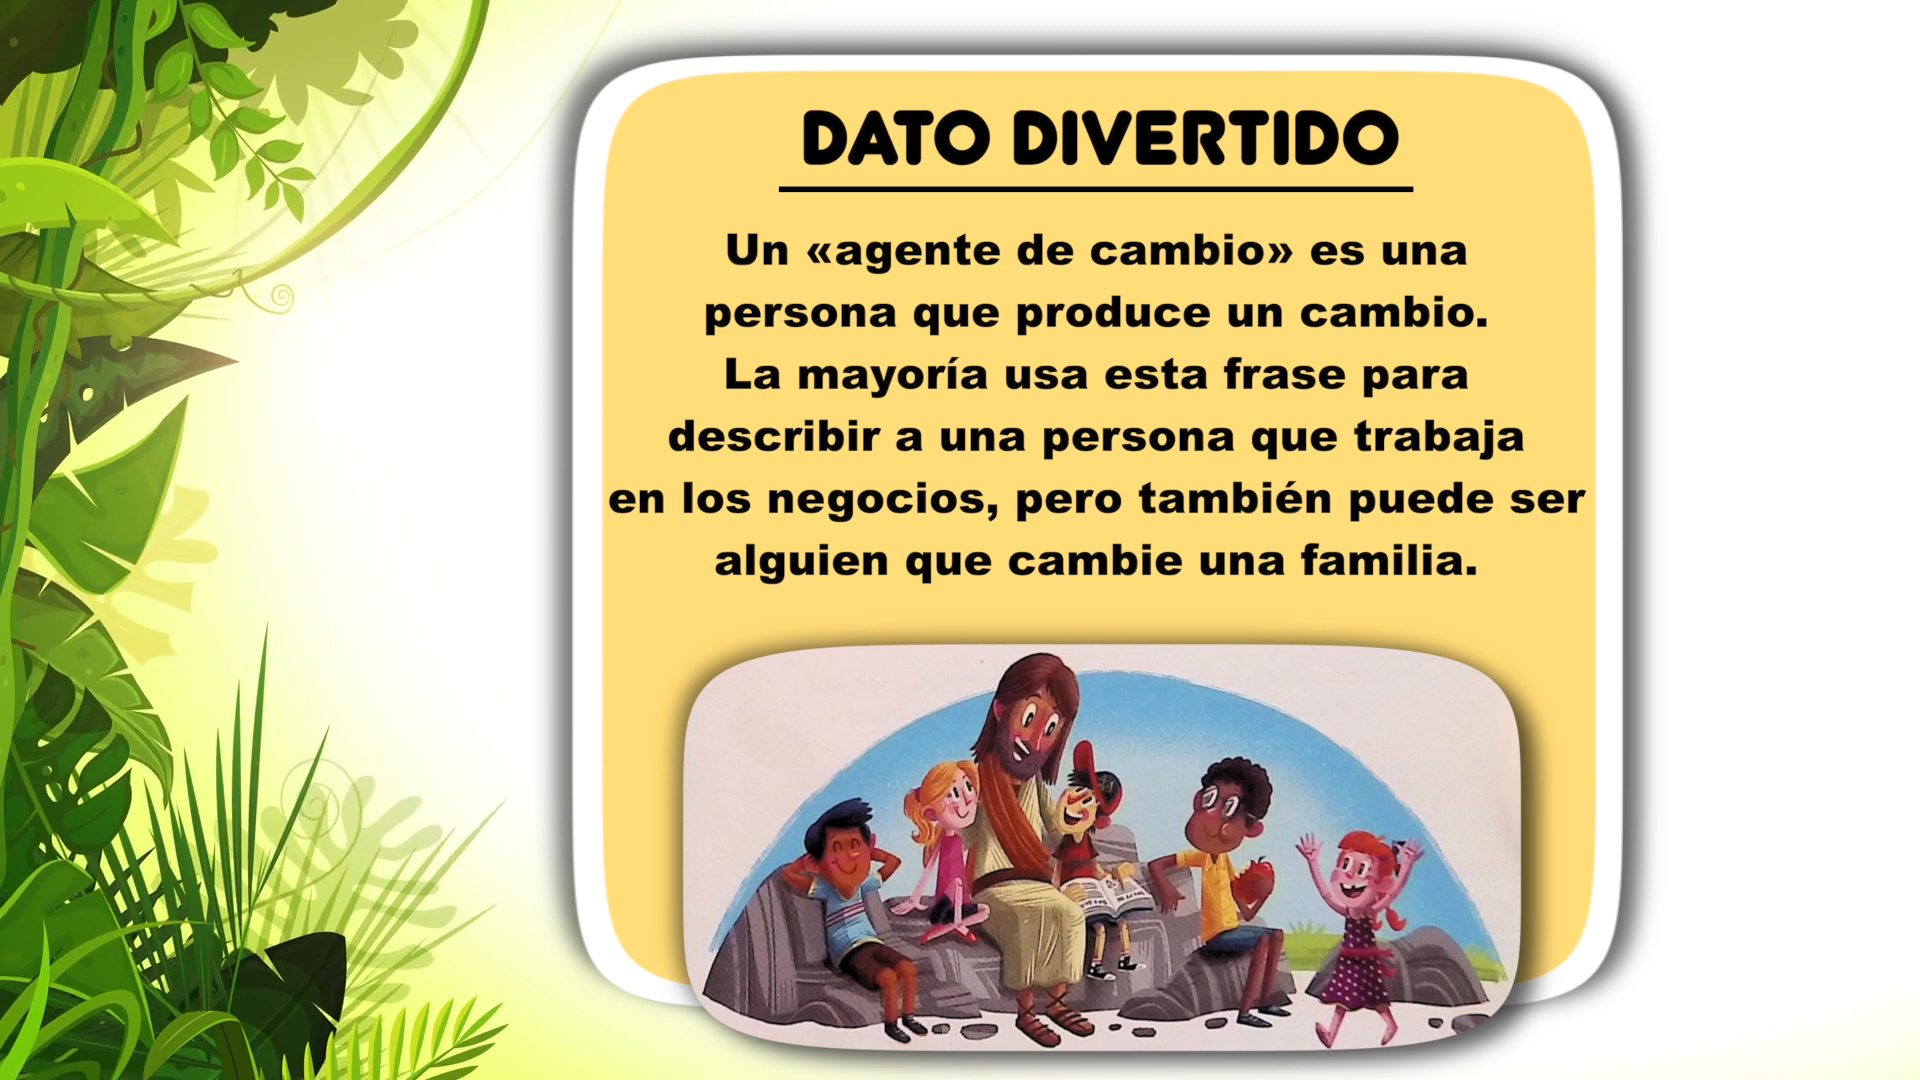 DATO DIVERTIDO
Un «agente de cambio» es una
persona que produce un cambio.
La mayoría usa esta frase para
describir a una persona que trabaja
en los negocios, pero también puede ser
alguien que cambie una familia.